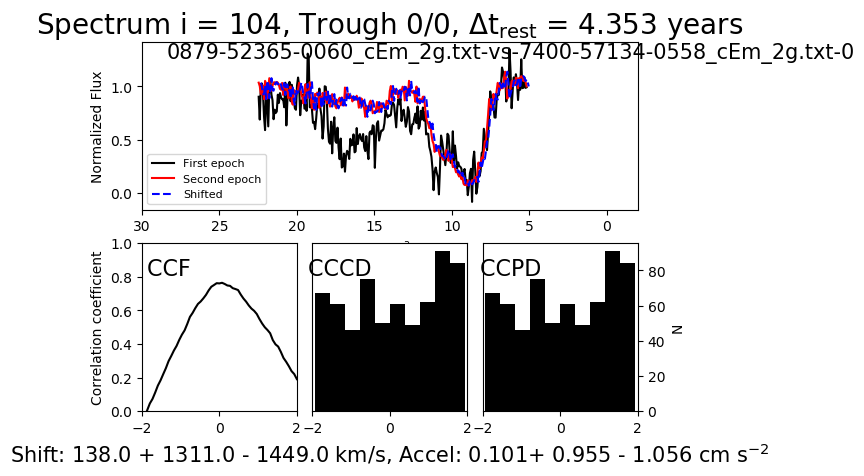 Spectrum i = 104, Trough 0/0, Δt_rest = 4.353 years
0879-52365-0060_cEm_2g.txt-vs-7400-57134-0558_cEm_2g.txt-0
Normalized Flux
1.0
0.5
0.0
First epoch
Second epoch
Shifted
30 25 20 15 10 5 0
Correlation coefficient
1.0
0.8
0.6
0.4
0.2
0.0
CCF
CCCD
CCPD
80
60
40
20
0
N
−2 0 2
−2 0 2
−2 0 2
Shift: 138.0 + 1311.0 - 1449.0 km/s, Accel: 0.101+ 0.955 - 1.056 cm s⁻²